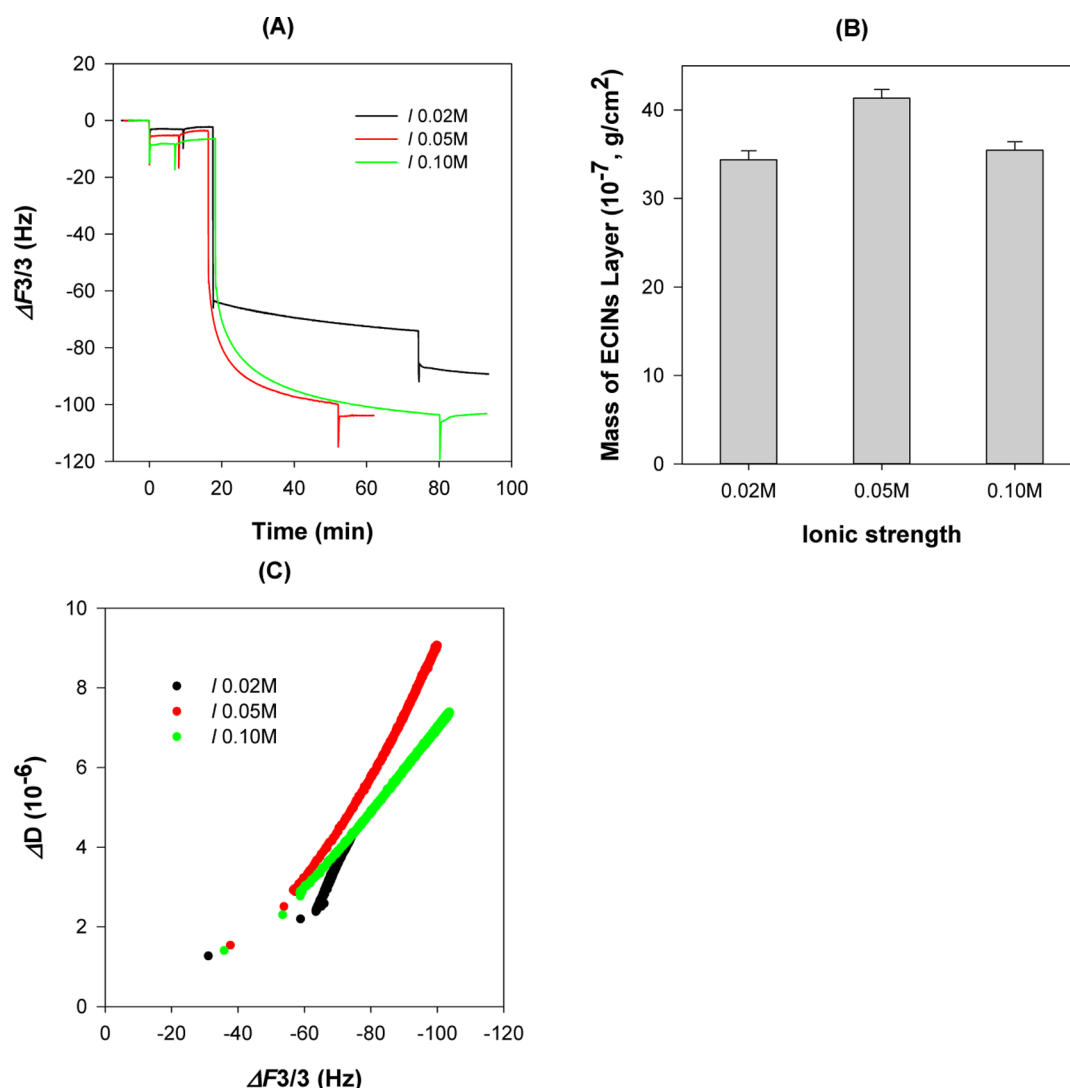 (A)
20
0
-20
-40
-60
-80
-100
-120
ΔF3/3 (Hz)
I 0.02M
I 0.05M
I 0.10M
0 20 40 60 80 100
Time (min)
(B)
Mass of ECINs Layer (10⁻⁷, g/cm²)
40
30
20
10
0
0.02M 0.05M 0.10M
Ionic strength
(C)
10
8
6
4
2
0
ΔD (10⁻⁶)
I 0.02M
I 0.05M
I 0.10M
0 -20 -40 -60 -80 -100 -120
ΔF3/3 (Hz)